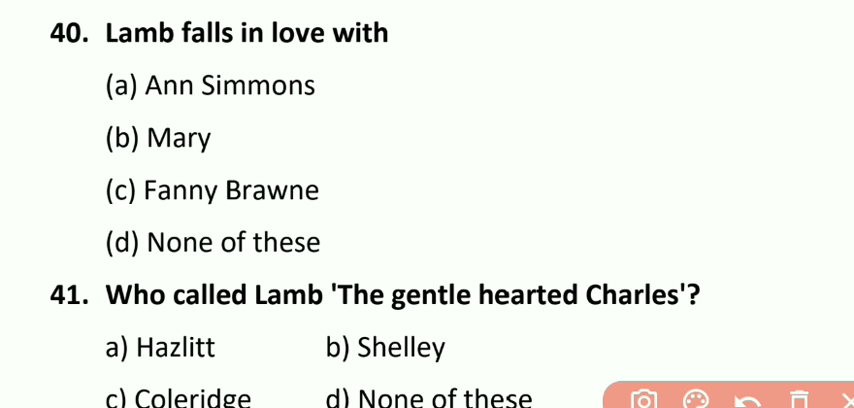 40. Lamb falls in love with
(a) Ann Simmons
(b) Mary
(c) Fanny Brawne
(d) None of these
41. Who called Lamb 'The gentle hearted Charles'?
a) Hazlitt b) Shelley
c) Coleridge d) None of these